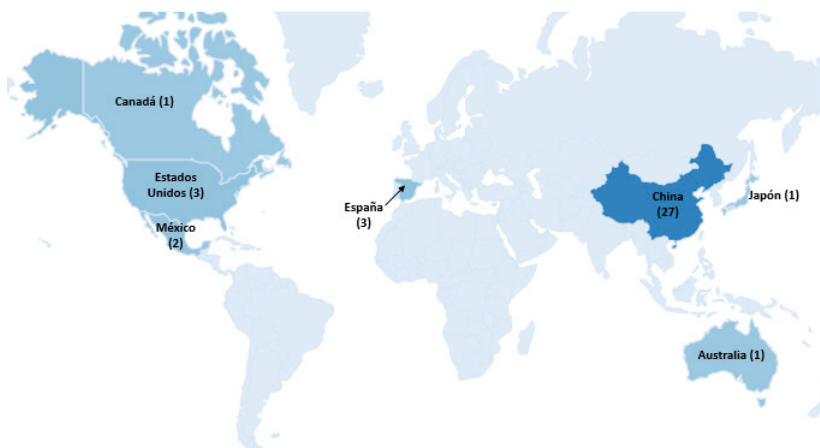 Canadá (1)
Estados
Unidos (3)
México
(2)
España
(3)
China
(27)
Japón (1)
Australia (1)